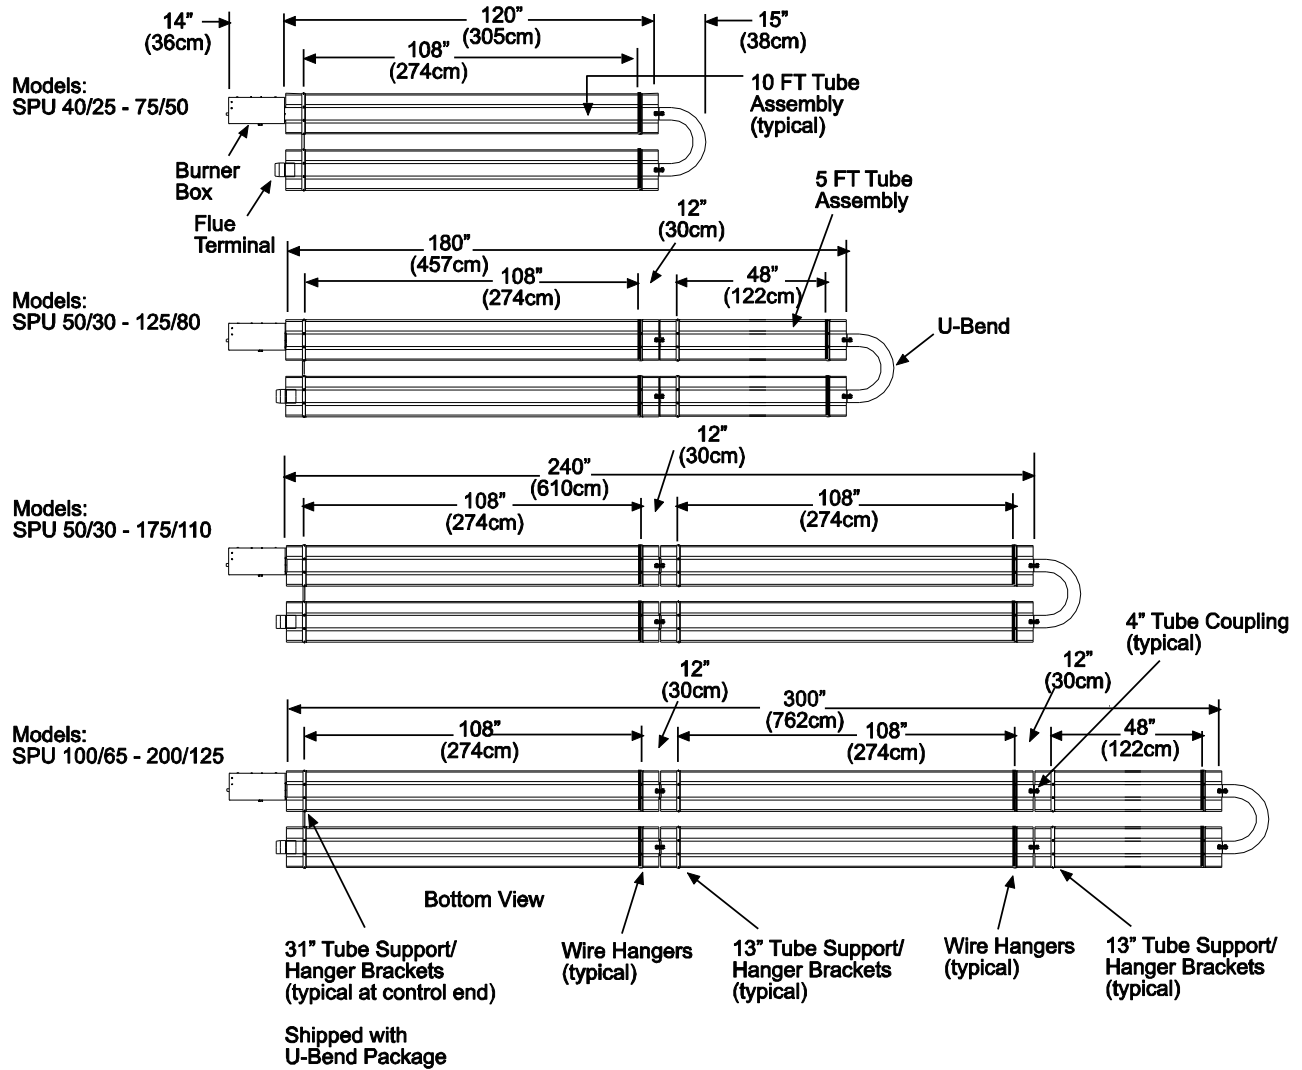 14”
(36cm)
120”
(305cm)
15”
(38cm)
108”
(274cm)
Models:
SPU 40/25 - 75/50
10 FT Tube
Assembly
(typical)
Burner
Box
Flue
Terminal
5 FT Tube
Assembly
12”
(30cm)
180”
(457cm)
108”
(274cm)
48”
(122cm)
Models:
SPU 50/30 - 125/80
U-Bend
12”
(30cm)
240”
(610cm)
108”
(274cm)
108”
(274cm)
Models:
SPU 50/30 - 175/110
4” Tube Coupling
(typical)
12”
(30cm)
12”
(30cm)
300”
(762cm)
108”
(274cm)
108”
(274cm)
48”
(122cm)
Models:
SPU 100/65 - 200/125
Bottom View
31” Tube Support/
Hanger Brackets
(typical at control end)
Shipped with
U-Bend Package
Wire Hangers
(typical)
13” Tube Support/
Hanger Brackets
(typical)
Wire Hangers
(typical)
13” Tube Support/
Hanger Brackets
(typical)